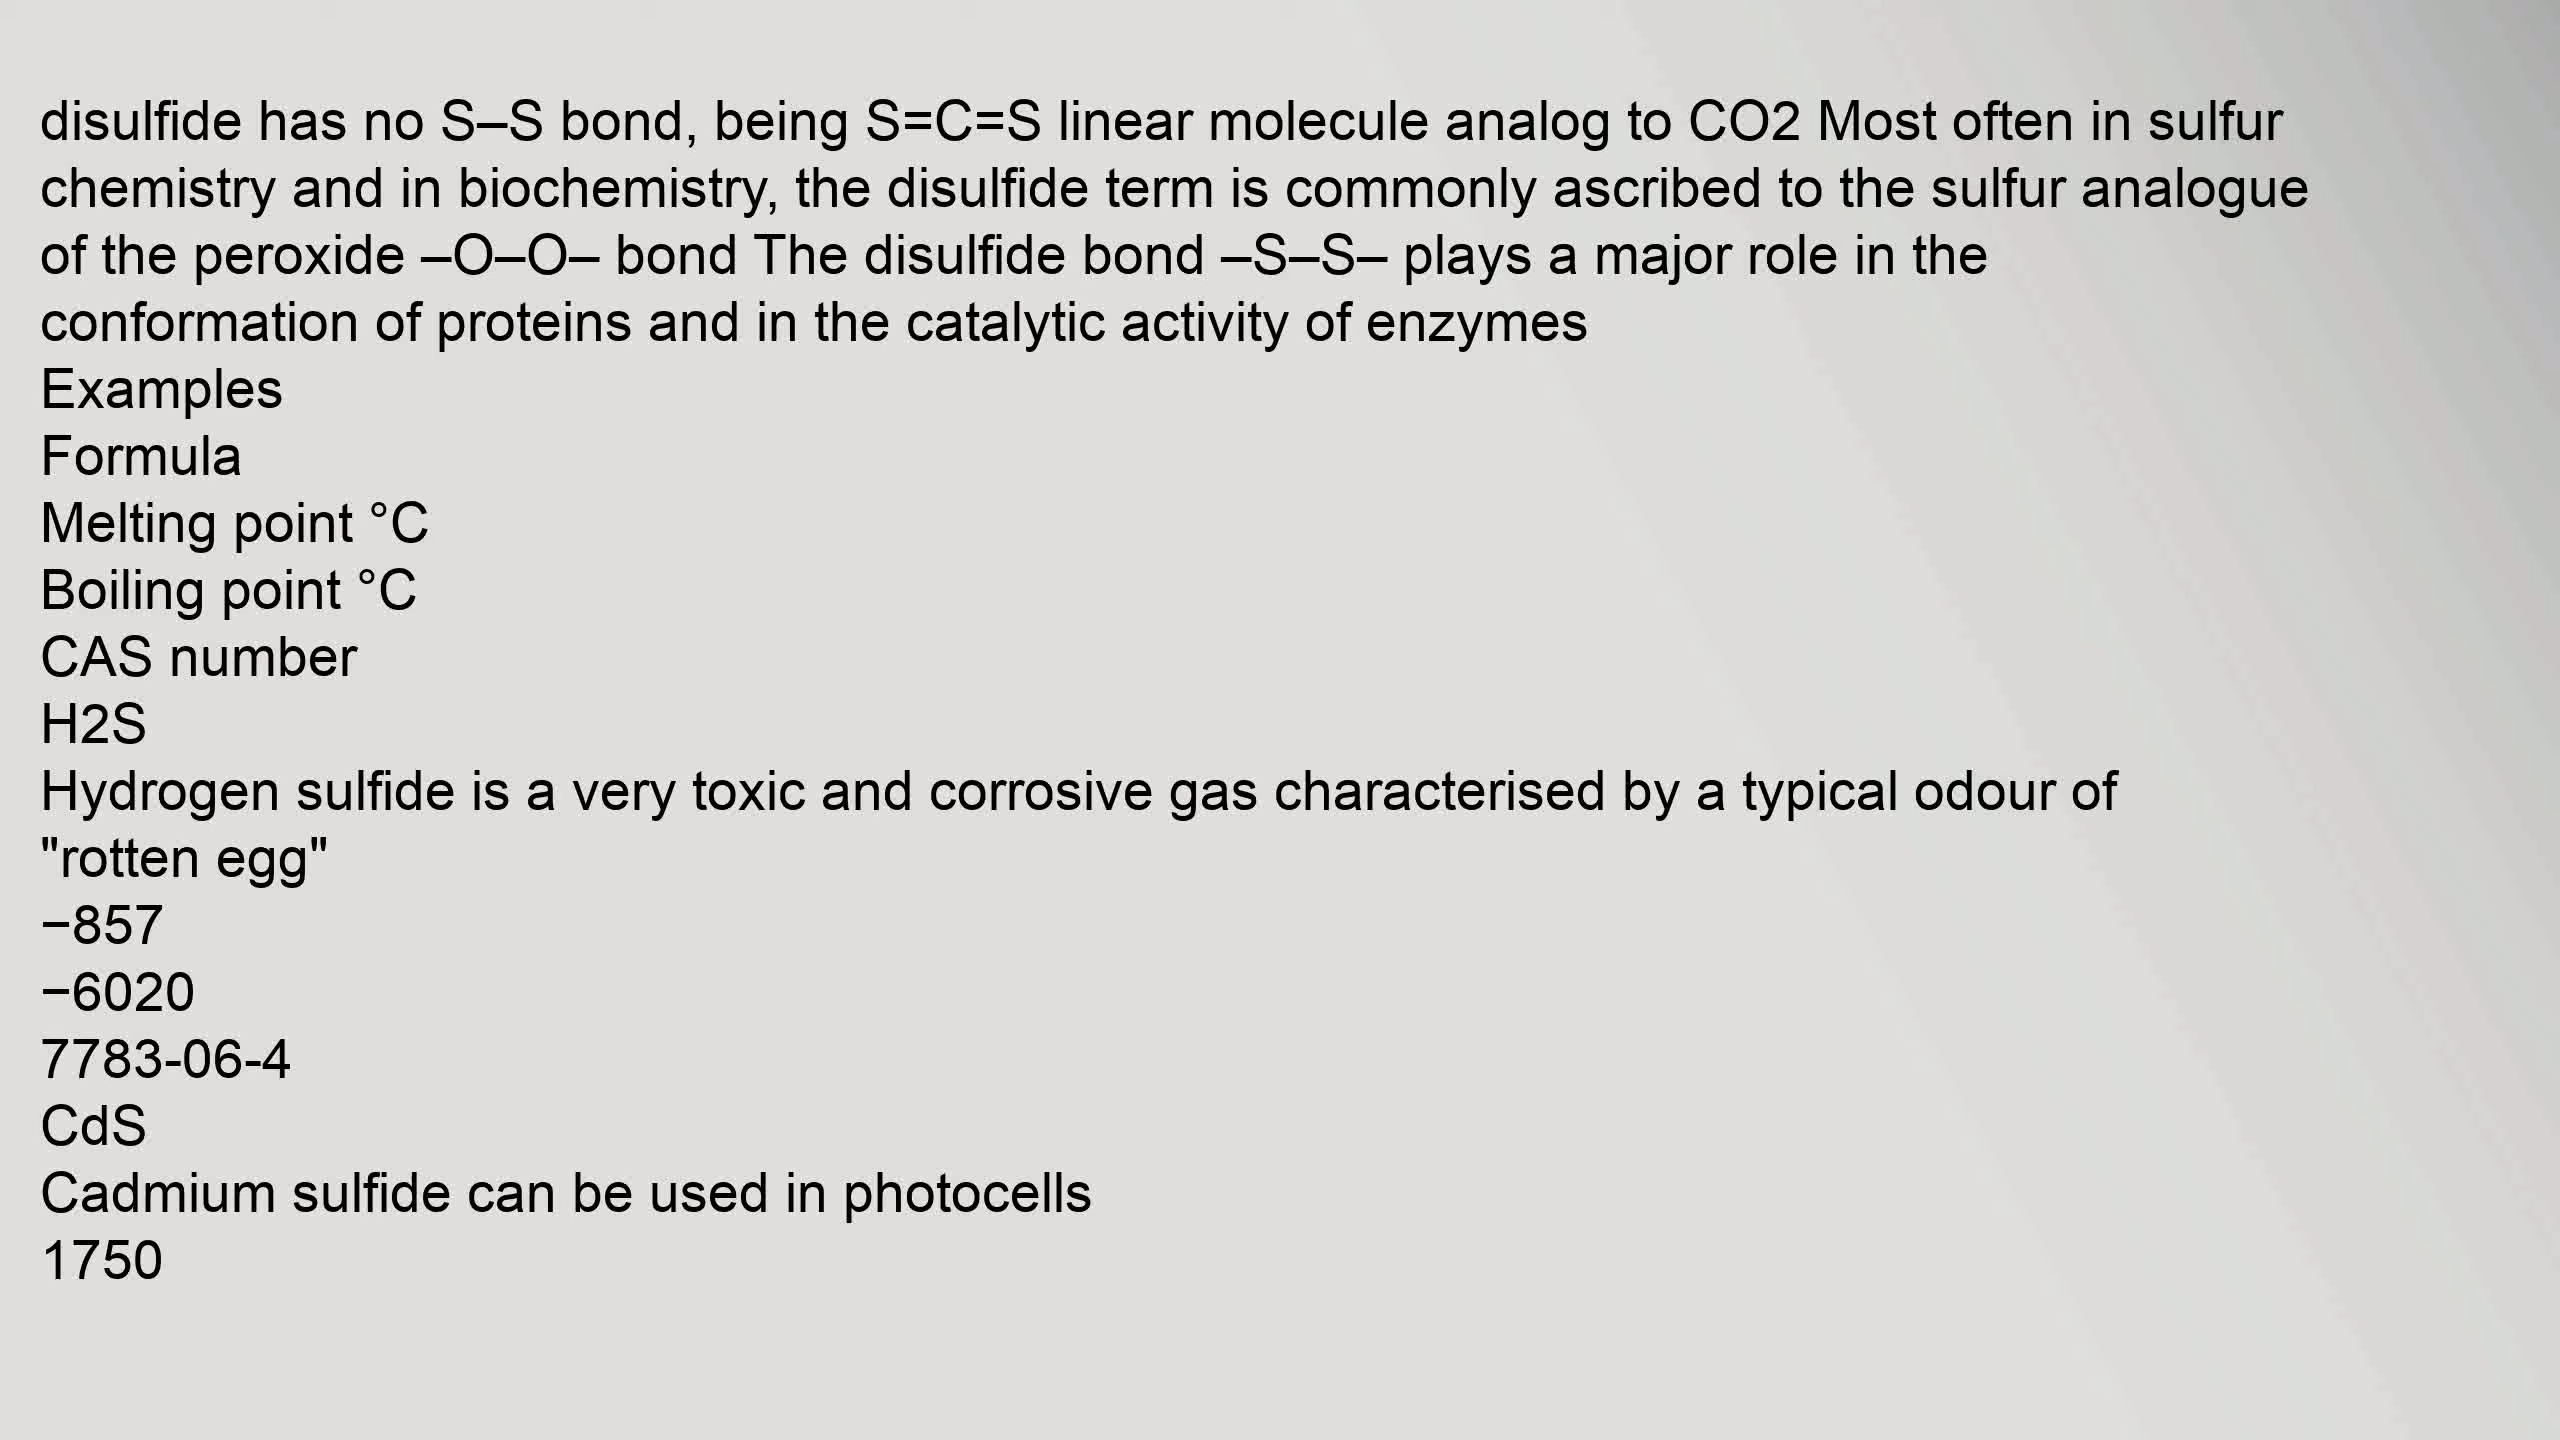 disulfide has no S–S bond, being S=C=S linear molecule analog to CO2 Most often in sulfur
chemistry and in biochemistry, the disulfide term is commonly ascribed to the sulfur analogue
of the peroxide –O–O– bond The disulfide bond –S–S– plays a major role in the
conformation of proteins and in the catalytic activity of enzymes
Examples
Formula
Melting point °C
Boiling point °C
CAS number
H2S
Hydrogen sulfide is a very toxic and corrosive gas characterised by a typical odour of
"rotten egg"
−857
−6020
7783-06-4
CdS
Cadmium sulfide can be used in photocells
1750